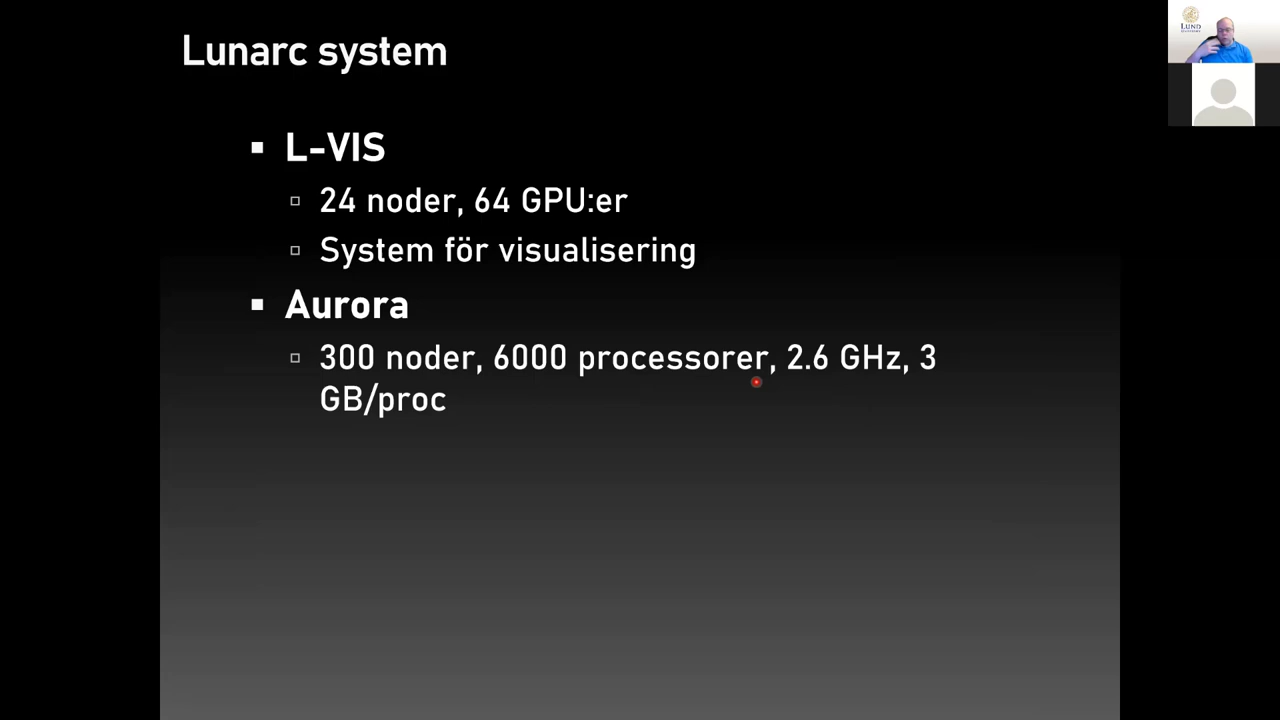 Lunarc system
L-VIS
24 noder, 64 GPU:er
System för visualisering
Aurora
300 noder, 6000 processorer, 2.6 GHz, 3
GB/proc
LUND